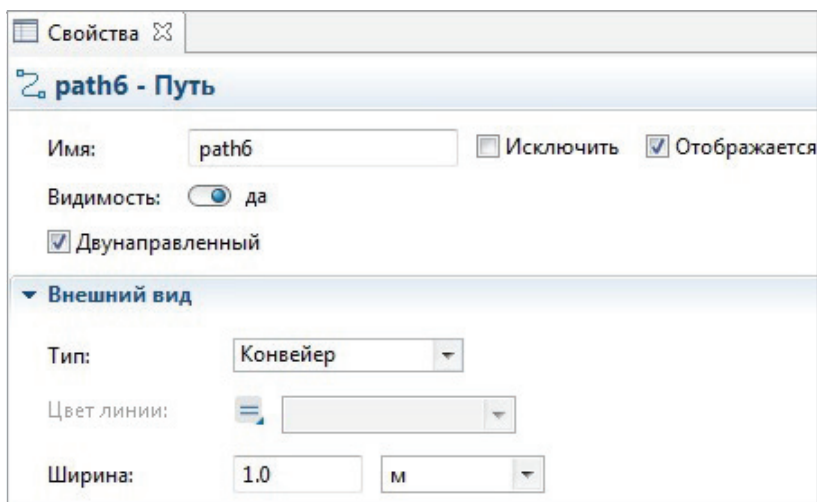 Свойства
path6 - Путь
Имя: path6 Исключить Отображается
Видимость: да
Двунаправленный
Внешний вид
Тип: Конвейер
Цвет линии:
Ширина: 1.0 м